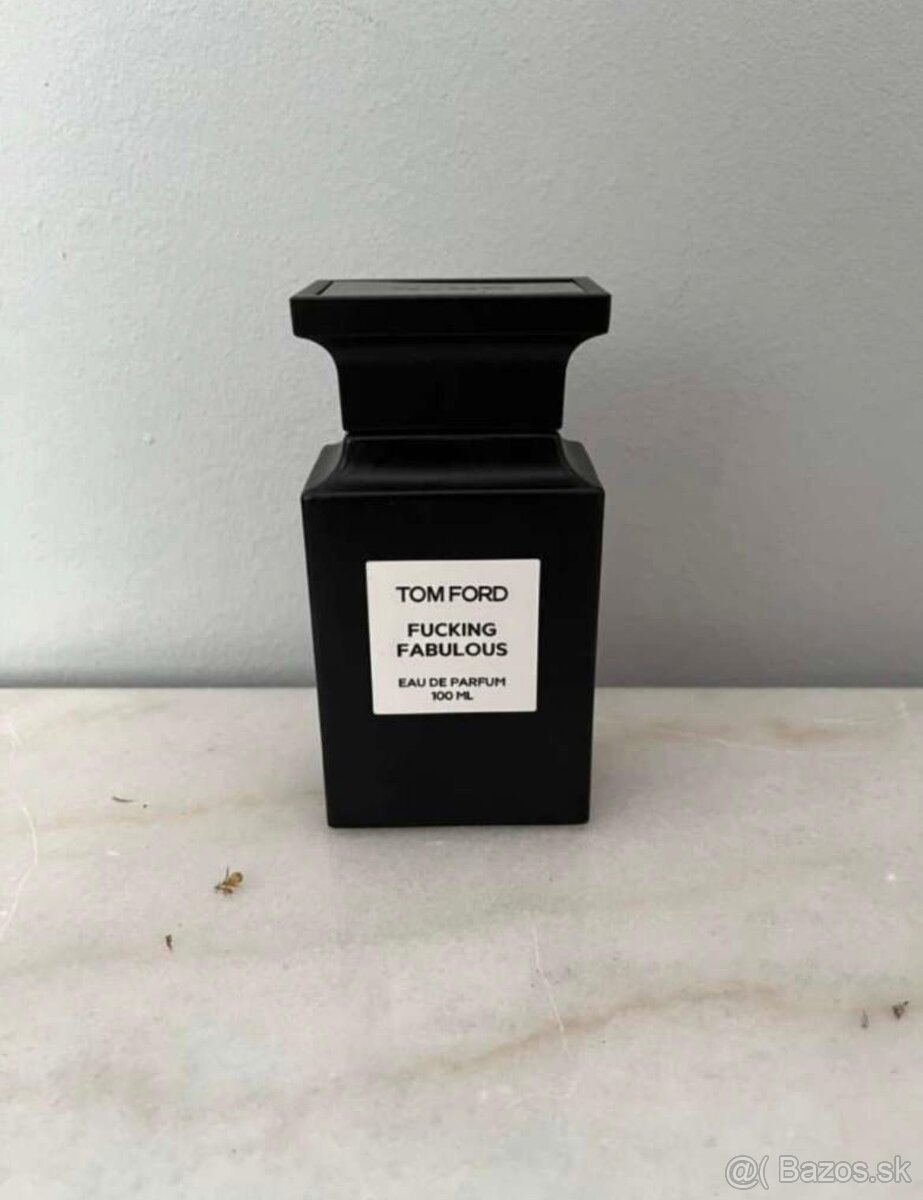 TOM FORD
FUCKING
FABULOUS
EAU DE PARFUM
100 ML
@( Bazos.sk